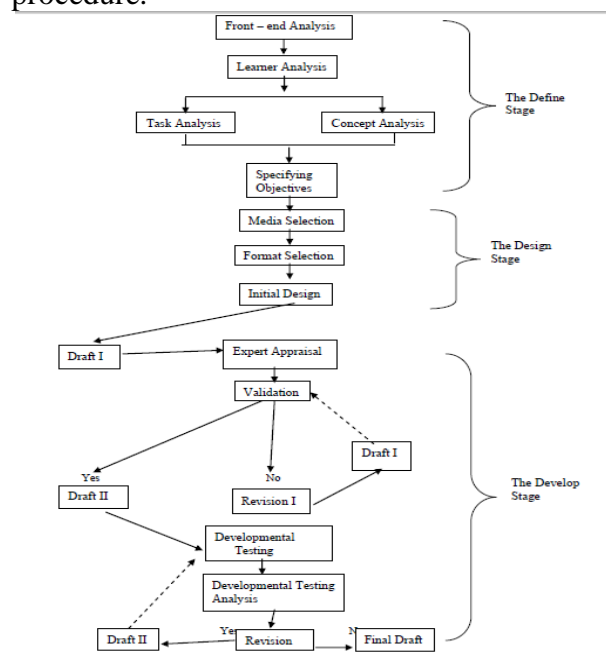 procedure.
Front – end Analysis
Learner Analysis
The Define
Stage
Task Analysis
Concept Analysis
Specifying
Objectives
Media Selection
The Design
Stage
Format Selection
Initial Design
Draft I
Expert Appraisal
Validation
Draft I
Yes
No
Draft II
Revision I
The Develop
Stage
Developmental
Testing
Developmental Testing
Analysis
Draft II
Yes
Revision
Final Draft